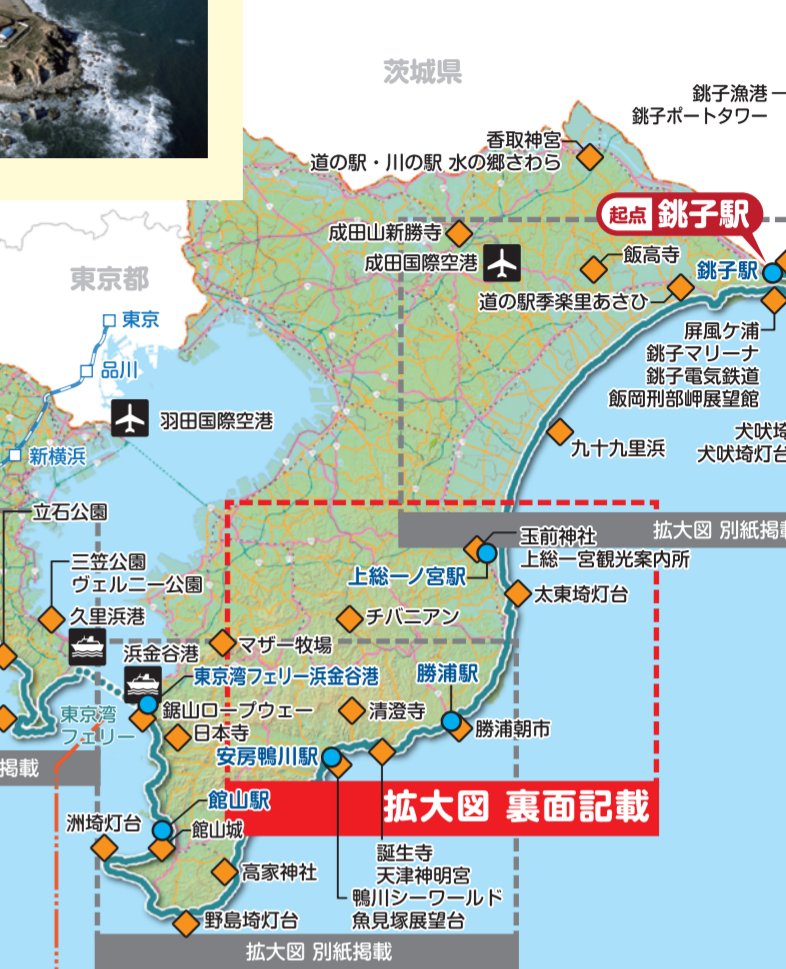 茨城県
銚子漁港
銚子ポートタワー
香取神宮
道の駅・川の駅 水の郷さわら
起点 銚子駅
成田山新勝寺
成田国際空港
飯高寺
銚子駅
道の駅季楽里あさひ
東京都
東京
品川
羽田国際空港
新横浜
屏風ケ浦
銚子マリーナ
銚子電気鉄道
飯岡刑部岬展望館
犬吠埼
犬吠埼灯台
九十九里浜
立石公園
拡大図 別紙掲載
玉前神社
上総一宮観光案内所
上総一ノ宮駅
三笠公園
ヴェルニー公園
久里浜港
太東埼灯台
チバニアン
マザー牧場
浜金谷港
東京湾フェリー浜金谷港
勝浦駅
東京湾
フェリー
鋸山ロープウェー
清澄寺
日本寺
勝浦朝市
安房鴨川駅
掲載
館山駅
拡大図 裏面記載
洲埼灯台
館山城
誕生寺
天津神明宮
高家神社
鴨川シーワールド
魚見塚展望台
野島埼灯台
拡大図 別紙掲載